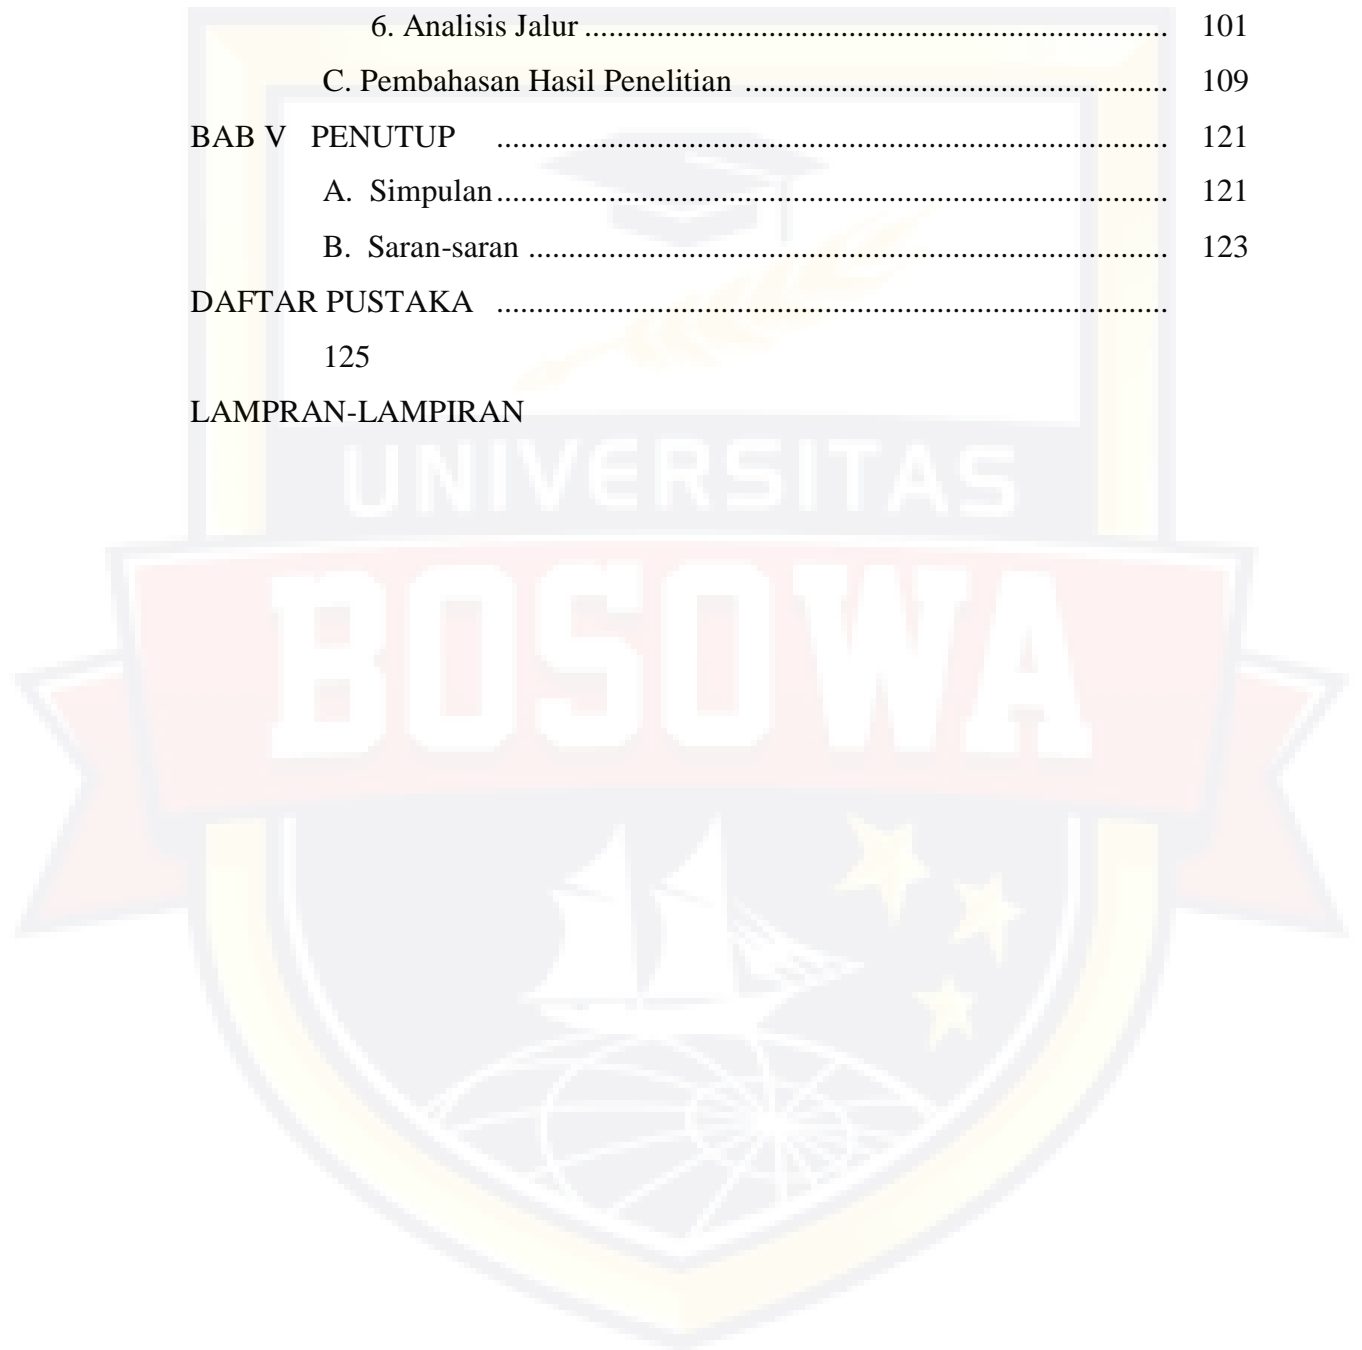 6. Analisis Jalur ........................................................................ 101
C. Pembahasan Hasil Penelitian .................................................... 109
BAB V PENUTUP ................................................................................... 121
A. Simpulan ................................................................................... 121
B. Saran-saran ............................................................................... 123
DAFTAR PUSTAKA ...................................................................................
125
LAMPRAN-LAMPIRAN
UNIVERSITAS
BOSOWA